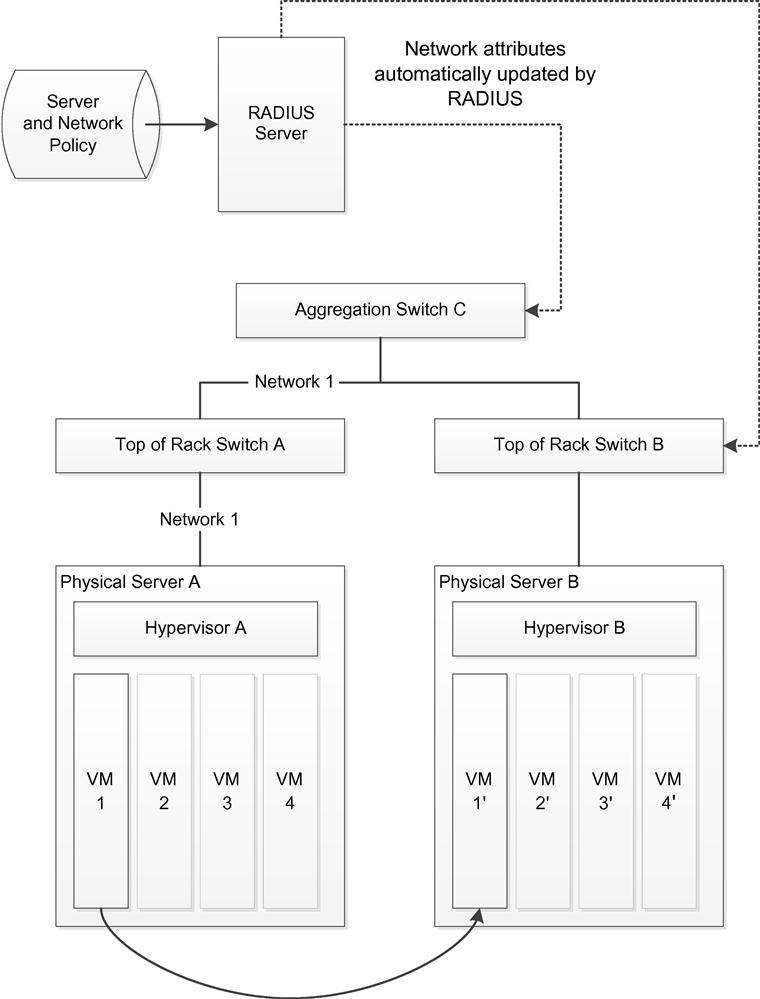 Network attributes
automatically updated by
RADIUS
Server
and Network
Policy
RADIUS
Server
Aggregation Switch C
Network 1
Top of Rack Switch A
Top of Rack Switch B
Network 1
Physical Server A
Hypervisor A
VM
1
VM
2
VM
3
VM
4
Physical Server B
Hypervisor B
VM
1'
VM
2'
VM
3'
VM
4'